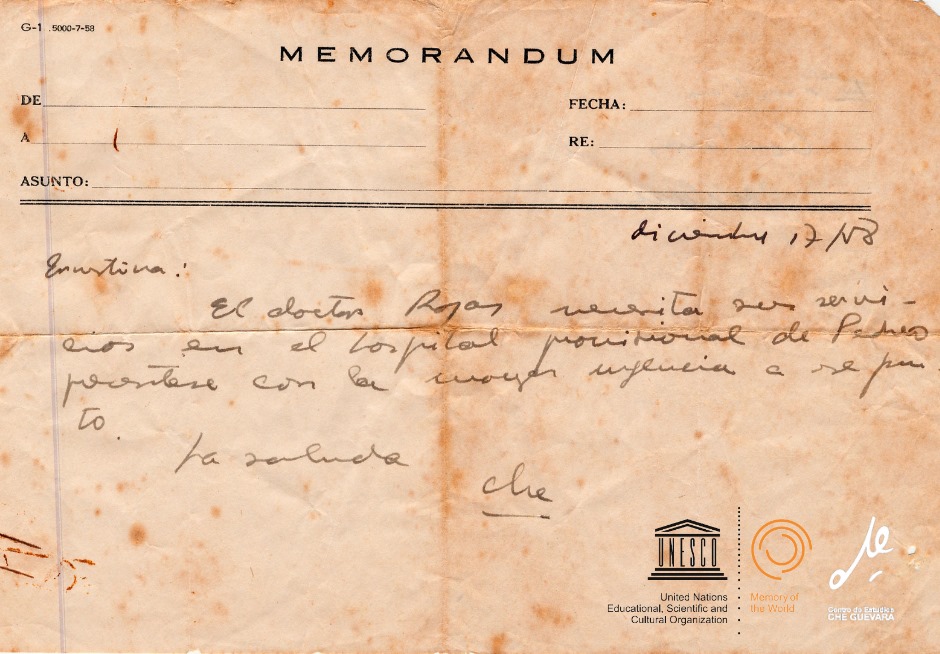 G-1 5000-7-58
MEMORANDUM
DE
FECHA:
A
RE:
ASUNTO:
diciembre 17/58
Ernestina:
El doctor Rojas necesita sus servi-
cios en el hospital provisional de Pedrero
presentese con la mayor urgencia a ese pun-
to.
La saluda
Che
UNESCO
United Nations
Educational, Scientific and
Cultural Organization
Memory of
the World
Che
Centro de Estudios
CHE GUEVARA